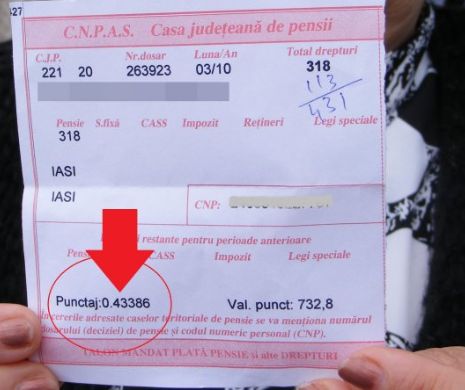 27
C.N.P.A.S. Casa județeană de pensii
C.J.P. Nr.dosar Luna/An Total drepturi
221 20 263923 03/10 318
113
431
Pensie S.fixă CASS Impozit Rețineri Legi speciale
318
IASI
IASI
CNP:
restante pentru perioade anterioare
CASS Impozit Legi speciale
Punctaj:0.43386 Val. punct: 732,8
la cererile adresate caselor teritoriale de pensie se va menționa numărul
dosarului (deciziei) de pensie și codul numeric personal (CNP).
TALON MANDAT PLATĂ PENSIE și alte DREPTURI